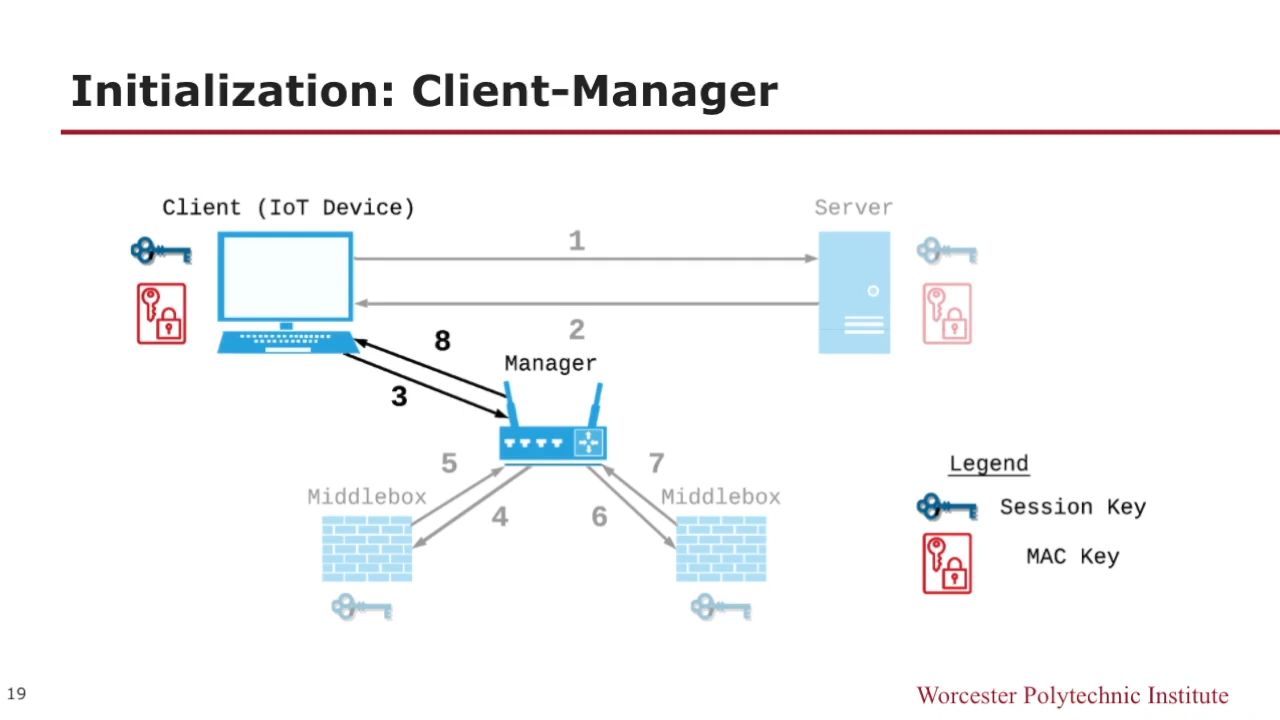 Initialization: Client-Manager
Client (IoT Device)
Server
1
2
8
Manager
3
5
7
Middlebox
Middlebox
4
6
Legend
Session Key
MAC Key
19
Worcester Polytechnic Institute